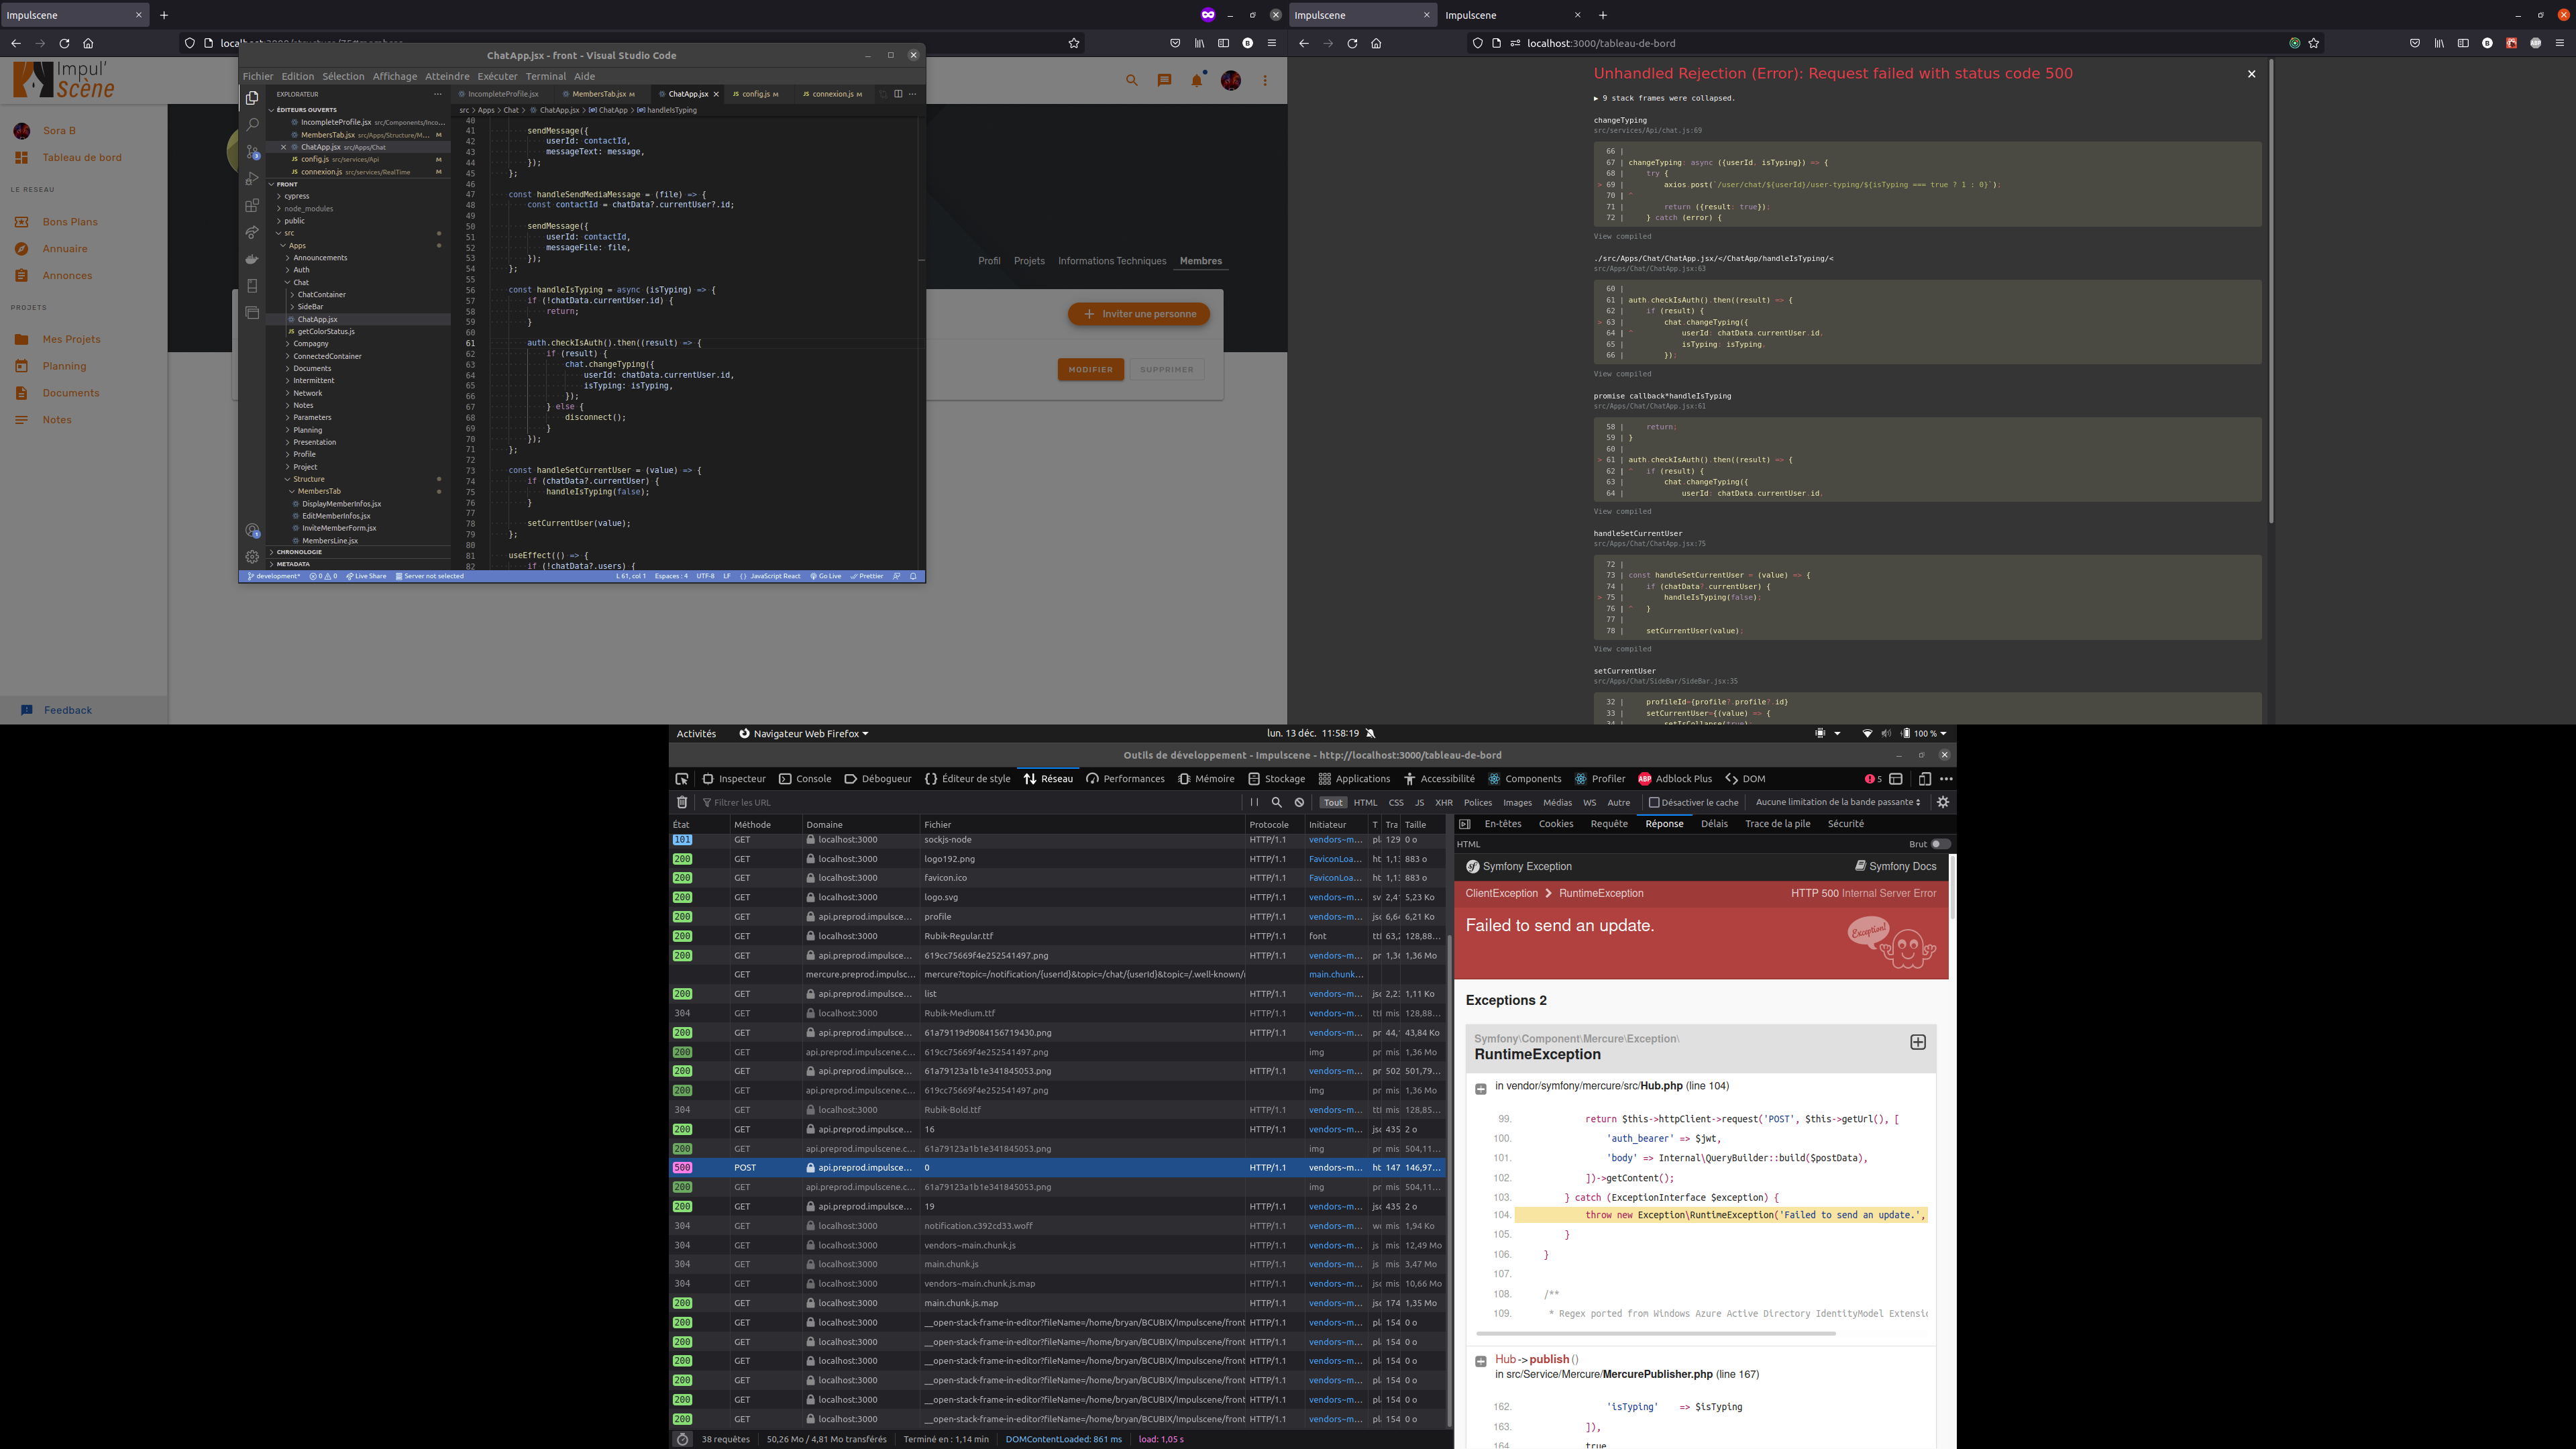 Impulscene
Impul'
Scène
Sora B
Tableau de bord
LE RESEAU
Bons Plans
Annuaire
Annonces
PROJETS
Mes Projets
Planning
Documents
Notes
Feedback
Profil Projets Informations Techniques Membres
Inviter une personne
MODIFIER SUPPRIMER
ChatApp.jsx - front - Visual Studio Code
Fichier Edition Sélection Affichage Atteindre Exécuter Terminal Aide
EXPLORATEUR
ÉDITEURS OUVERTS
IncompleteProfile.jsx src/Components/Inco...
MembersTab.jsx src/Apps/Structure/M... M
ChatApp.jsx src/Apps/Chat
config.js src/services/Api M
connexion.js src/services/RealTime M
FRONT
cypress
node_modules
public
src
Apps
Announcements
Auth
Chat
ChatContainer
SideBar
ChatApp.jsx
getColorStatus.js
Compagny
ConnectedContainer
Documents
Intermittent
Network
Notes
Parameters
Planning
Presentation
Profile
Project
Structure
MembersTab
DisplayMemberInfos.jsx
EditMemberInfos.jsx
InviteMemberForm.jsx
MembersLine.jsx
CHRONOLOGIE
METADATA
IncompleteProfile.jsx MembersTab.jsx M ChatApp.jsx config.js M connexion.js M
src > Apps > Chat > ChatApp.jsx > ChatApp > handleIsTyping
40
41 sendMessage({
42 userId: contactId,
43 messageText: message,
44 });
45 };
46
47 const handleSendMediaMessage = (file) => {
48 const contactId = chatData?.currentUser?.id;
49
50 sendMessage({
51 userId: contactId,
52 messageFile: file,
53 });
54 };
55
56 const handleIsTyping = async (isTyping) => {
57 if (!chatData.currentUser.id) {
58 return;
59 }
60
61 auth.checkIsAuth().then((result) => {
62 if (result) {
63 chat.changeTyping({
64 userId: chatData.currentUser.id,
65 isTyping: isTyping,
66 });
67 } else {
68 disconnect();
69 }
70 });
71 };
72
73 const handleSetCurrentUser = (value) => {
74 if (chatData?.currentUser) {
75 handleIsTyping(false);
76 }
77
78 setCurrentUser(value);
79 };
80
81 useEffect(() => {
82 if (!chatData?.users) {
development* 0 0 Live Share Server not selected L 61, col 1 Espaces : 4 UTF-8 LF JavaScript React Go Live Prettier
Impulscene Impulscene
localhost:3000/tableau-de-bord
Unhandled Rejection (Error): Request failed with status code 500
▶ 9 stack frames were collapsed.
changeTyping
src/services/Api/chat.js:69
66 |
67 | changeTyping: async ({userId, isTyping}) => {
68 | try {
> 69 | axios.post(`/user/chat/${userId}/user-typing/${isTyping === true ? 1 : 0}`);
70 | ^
71 | return ({result: true});
72 | } catch (error) {
View compiled
./src/Apps/Chat/ChatApp.jsx/</ChatApp/handleIsTyping/<
src/Apps/Chat/ChatApp.jsx:63
60 |
61 | auth.checkIsAuth().then((result) => {
62 | if (result) {
> 63 | chat.changeTyping({
64 | ^ userId: chatData.currentUser.id,
65 | isTyping: isTyping,
66 | });
View compiled
promise callback*handleIsTyping
src/Apps/Chat/ChatApp.jsx:61
58 | return;
59 | }
60 |
> 61 | auth.checkIsAuth().then((result) => {
62 | ^ if (result) {
63 | chat.changeTyping({
64 | userId: chatData.currentUser.id,
View compiled
handleSetCurrentUser
src/Apps/Chat/ChatApp.jsx:75
72 |
73 | const handleSetCurrentUser = (value) => {
74 | if (chatData?.currentUser) {
> 75 | handleIsTyping(false);
76 | ^ }
77 |
78 | setCurrentUser(value);
View compiled
setCurrentUser
src/Apps/Chat/SideBar/SideBar.jsx:35
32 | profileId={profile?.profile?.id}
33 | setCurrentUser={(value) => {
Activités Navigateur Web Firefox lun. 13 déc. 11:58:19 100 %
Outils de développement - Impulscene - http://localhost:3000/tableau-de-bord
Inspecteur Console Débogueur Éditeur de style Réseau Performances Mémoire Stockage Applications Accessibilité Components Profiler Adblock Plus DOM 5
Filtrer les URL Tout HTML CSS JS XHR Polices Images Médias WS Autre Désactiver le cache Aucune limitation de la bande passante
État Méthode Domaine Fichier Protocole Initiateur T Tra Taille
101 GET localhost:3000 sockjs-node HTTP/1.1 vendors~m... pl 129 0 o
200 GET localhost:3000 logo192.png HTTP/1.1 FaviconLoa... ht 1,13 883 o
200 GET localhost:3000 favicon.ico HTTP/1.1 FaviconLoa... ht 1,13 883 o
200 GET localhost:3000 logo.svg HTTP/1.1 vendors~m... sv 2,4 5,23 Ko
200 GET api.preprod.impulsce... profile HTTP/1.1 vendors~m... jsc 6,64 6,21 Ko
200 GET localhost:3000 Rubik-Regular.ttf HTTP/1.1 font ttf 63,2 128,88...
200 GET api.preprod.impulsce... 619cc75669f4e252541497.png HTTP/1.1 vendors~m... pr 1,36 1,36 Mo
GET mercure.preprod.impulsc... mercure?topic=/notification/{userId}&topic=/chat/{userId}&topic=/.well-known/ main.chunk...
200 GET api.preprod.impulsce... list HTTP/1.1 vendors~m... jsc 2,23 1,11 Ko
304 GET localhost:3000 Rubik-Medium.ttf HTTP/1.1 vendors~m... ttf mis 128,88...
200 GET api.preprod.impulsce... 61a79119d9084156719430.png HTTP/1.1 vendors~m... pr 44, 43,84 Ko
200 GET api.preprod.impulscene.c... 619cc75669f4e252541497.png img pr mis 1,36 Mo
200 GET api.preprod.impulsce... 61a79123a1b1e341845053.png HTTP/1.1 vendors~m... pr 502 501,79...
200 GET api.preprod.impulscene.c... 619cc75669f4e252541497.png img pr mis 1,36 Mo
304 GET localhost:3000 Rubik-Bold.ttf HTTP/1.1 vendors~m... ttf mis 128,85...
200 GET api.preprod.impulsce... 16 HTTP/1.1 vendors~m... jsc 435 2 o
200 GET api.preprod.impulscene.c... 61a79123a1b1e341845053.png img pr mis 504,11...
500 POST api.preprod.impulsce... 0 HTTP/1.1 vendors~m... ht 147 146,97...
200 GET api.preprod.impulscene.c... 61a79123a1b1e341845053.png img pr mis 504,11...
200 GET api.preprod.impulsce... 19 HTTP/1.1 vendors~m... jsc 435 2 o
304 GET localhost:3000 notification.c392cd33.woff HTTP/1.1 vendors~m... wo mis 1,94 Ko
304 GET localhost:3000 vendors~main.chunk.js HTTP/1.1 vendors~m... js mis 12,49 Mo
304 GET localhost:3000 main.chunk.js HTTP/1.1 vendors~m... js mis 3,47 Mo
304 GET localhost:3000 vendors~main.chunk.js.map HTTP/1.1 vendors~m... jsc mis 10,66 Mo
200 GET localhost:3000 main.chunk.js.map HTTP/1.1 vendors~m... jsc 174 1,35 Mo
200 GET localhost:3000 __open-stack-frame-in-editor?fileName=/home/bryan/BCUBIX/Impulscene/front HTTP/1.1 vendors~m... pl 154 0 o
200 GET localhost:3000 __open-stack-frame-in-editor?fileName=/home/bryan/BCUBIX/Impulscene/front HTTP/1.1 vendors~m... pl 154 0 o
200 GET localhost:3000 __open-stack-frame-in-editor?fileName=/home/bryan/BCUBIX/Impulscene/front HTTP/1.1 vendors~m... pl 154 0 o
200 GET localhost:3000 __open-stack-frame-in-editor?fileName=/home/bryan/BCUBIX/Impulscene/front HTTP/1.1 vendors~m... pl 154 0 o
200 GET localhost:3000 __open-stack-frame-in-editor?fileName=/home/bryan/BCUBIX/Impulscene/front HTTP/1.1 vendors~m... pl 154 0 o
200 GET localhost:3000 __open-stack-frame-in-editor?fileName=/home/bryan/BCUBIX/Impulscene/front HTTP/1.1 vendors~m... pl 154 0 o
38 requêtes 50,26 Mo / 4,81 Mo transférés Terminé en : 1,14 min DOMContentLoaded: 861 ms load: 1,05 s
En-têtes Cookies Requête Réponse Délais Trace de la pile Sécurité
HTML Brut
Symfony Exception Symfony Docs
ClientException RuntimeException HTTP 500 Internal Server Error
Failed to send an update.
Exception!
Exceptions 2
Symfony\Component\Mercure\Exception\
RuntimeException
in vendor/symfony/mercure/src/Hub.php (line 104)
99. return $this->httpClient->request('POST', $this->getUrl(), [
100. 'auth_bearer' => $jwt,
101. 'body' => Internal\QueryBuilder::build($postData),
102. ])->getContent();
103. } catch (ExceptionInterface $exception) {
104. throw new Exception\RuntimeException('Failed to send an update.',
105. }
106. }
107.
108. /**
109. * Regex ported from Windows Azure Active Directory IdentityModel Extensio
Hub->publish ()
in src/Service/Mercure/MercurePublisher.php (line 167)
162. 'isTyping' => $isTyping
163. ]),
164 true